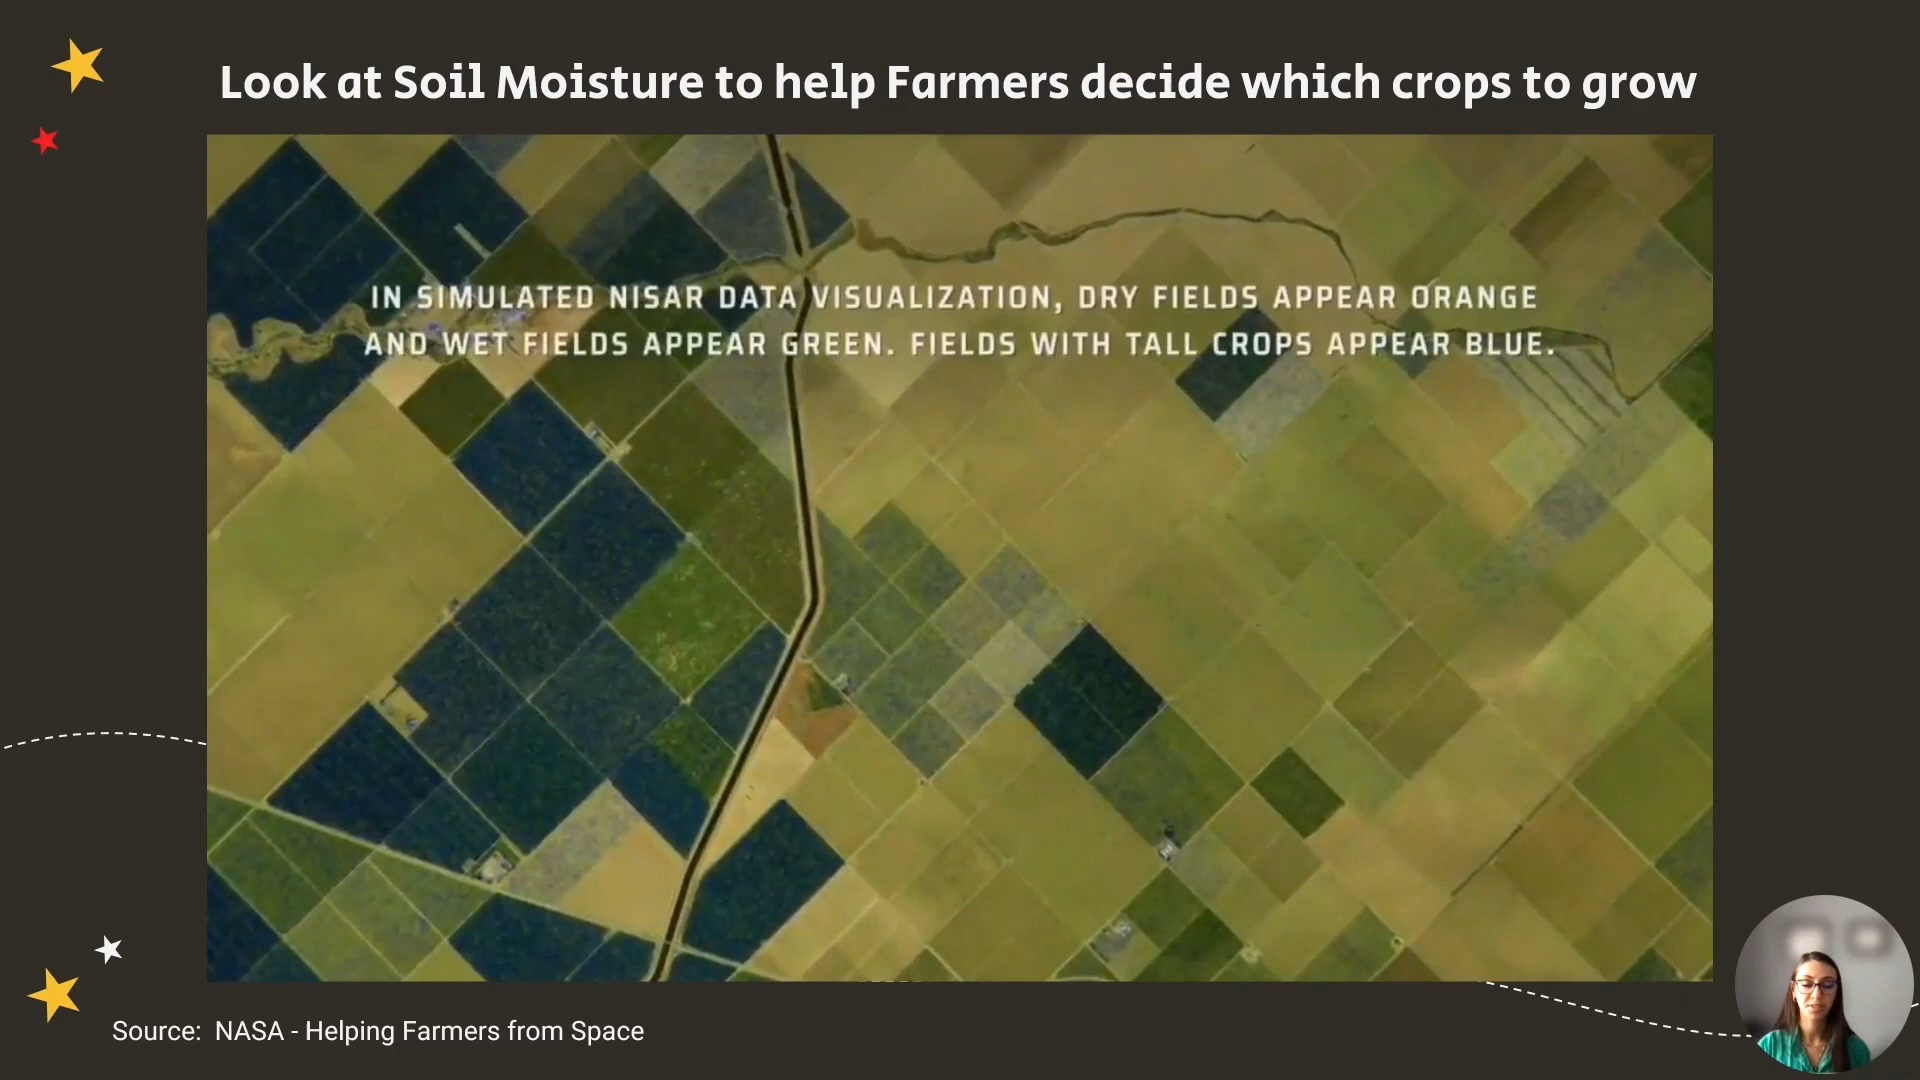 Look at Soil Moisture to help Farmers decide which crops to grow
IN SIMULATED NISAR DATA VISUALIZATION, DRY FIELDS APPEAR ORANGE
AND WET FIELDS APPEAR GREEN. FIELDS WITH TALL CROPS APPEAR BLUE.
Source: NASA - Helping Farmers from Space